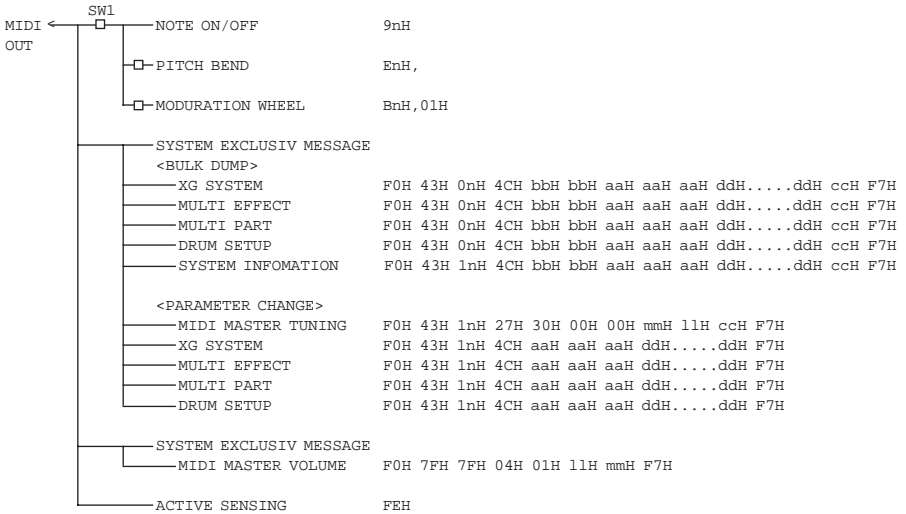 SW1
MIDI
OUT
NOTE ON/OFF 9nH
PITCH BEND EnH,
MODURATION WHEEL BnH,01H
SYSTEM EXCLUSIV MESSAGE
<BULK DUMP>
XG SYSTEM F0H 43H 0nH 4CH bbH bbH aaH aaH aaH ddH.....ddH ccH F7H
MULTI EFFECT F0H 43H 0nH 4CH bbH bbH aaH aaH aaH ddH.....ddH ccH F7H
MULTI PART F0H 43H 0nH 4CH bbH bbH aaH aaH aaH ddH.....ddH ccH F7H
DRUM SETUP F0H 43H 0nH 4CH bbH bbH aaH aaH aaH ddH.....ddH ccH F7H
SYSTEM INFOMATION F0H 43H 1nH 4CH bbH bbH aaH aaH aaH ddH.....ddH ccH F7H
<PARAMETER CHANGE>
MIDI MASTER TUNING F0H 43H 1nH 27H 30H 00H 00H mmH llH ccH F7H
XG SYSTEM F0H 43H 1nH 4CH aaH aaH aaH ddH.....ddH F7H
MULTI EFFECT F0H 43H 1nH 4CH aaH aaH aaH ddH.....ddH F7H
MULTI PART F0H 43H 1nH 4CH aaH aaH aaH ddH.....ddH F7H
DRUM SETUP F0H 43H 1nH 4CH aaH aaH aaH ddH.....ddH F7H
SYSTEM EXCLUSIV MESSAGE
MIDI MASTER VOLUME F0H 7FH 7FH 04H 01H llH mmH F7H
ACTIVE SENSING FEH